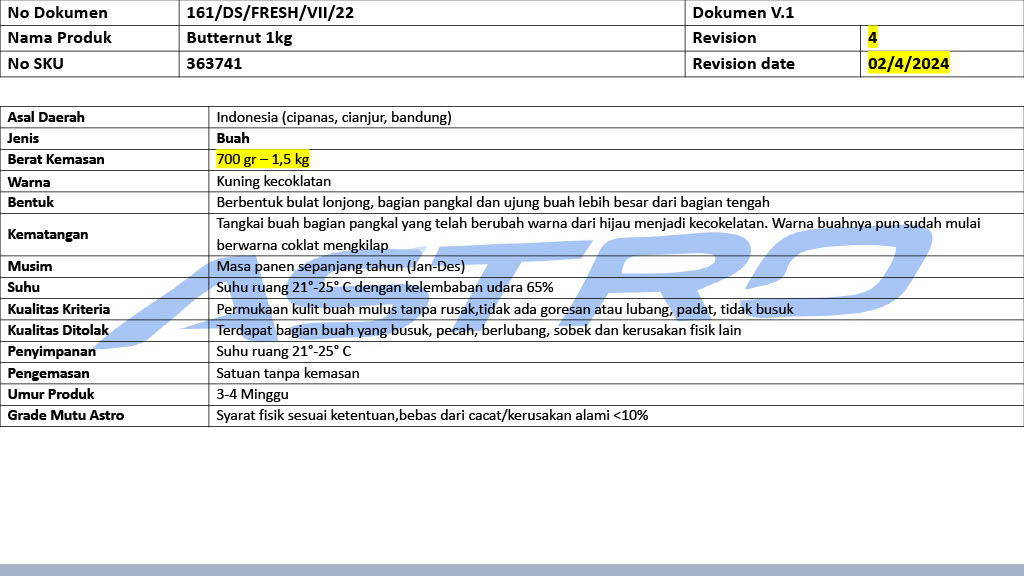 No Dokumen 161/DS/FRESH/VII/22 Dokumen V.1
Nama Produk Butternut 1kg Revision 4
No SKU 363741 Revision date 02/4/2024
Asal Daerah Indonesia (cipanas, cianjur, bandung)
Jenis Buah
Berat Kemasan 700 gr – 1,5 kg
Warna Kuning kecoklatan
Bentuk Berbentuk bulat lonjong, bagian pangkal dan ujung buah lebih besar dari bagian tengah
Kematangan Tangkai buah bagian pangkal yang telah berubah warna dari hijau menjadi kecokelatan. Warna buahnya pun sudah mulai
berwarna coklat mengkilap
Musim Masa panen sepanjang tahun (Jan-Des)
Suhu Suhu ruang 21°-25° C dengan kelembaban udara 65%
Kualitas Kriteria Permukaan kulit buah mulus tanpa rusak,tidak ada goresan atau lubang, padat, tidak busuk
Kualitas Ditolak Terdapat bagian buah yang busuk, pecah, berlubang, sobek dan kerusakan fisik lain
Penyimpanan Suhu ruang 21°-25° C
Pengemasan Satuan tanpa kemasan
Umur Produk 3-4 Minggu
Grade Mutu Astro Syarat fisik sesuai ketentuan,bebas dari cacat/kerusakan alami <10%
ASTRO